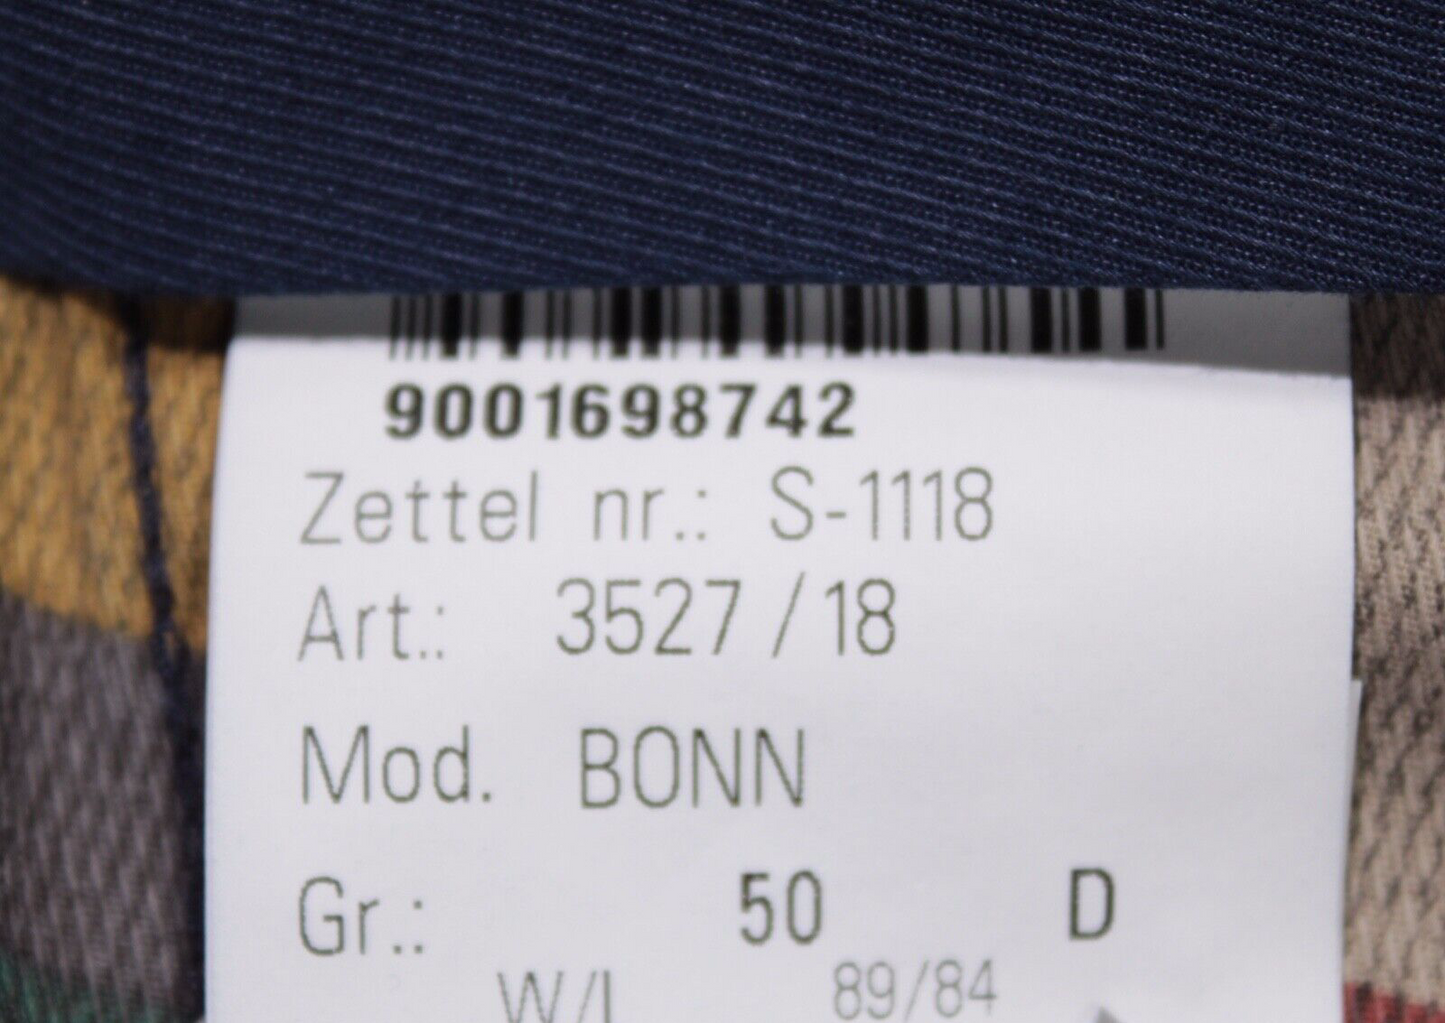 9001698742
Zettel nr.: S-1118
Art.: 3527 / 18
Mod. BONN
Gr.: 50 D
W/L 89/84